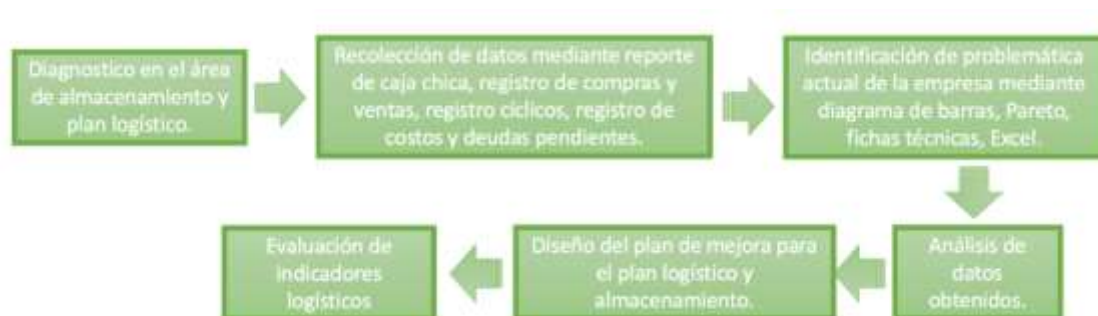 Diagnostico en el área
de almacenamiento y
plan logístico.
Recolección de datos mediante reporte
de caja chica, registro de compras y
ventas, registro cíclicos, registro de
costos y deudas pendientes.
Identificación de problemática
actual de la empresa mediante
diagrama de barras, Pareto,
fichas técnicas, Excel.
Análisis de
datos
obtenidos.
Diseño del plan de mejora para
el plan logístico y
almacenamiento.
Evaluación de
indicadores
logísticos